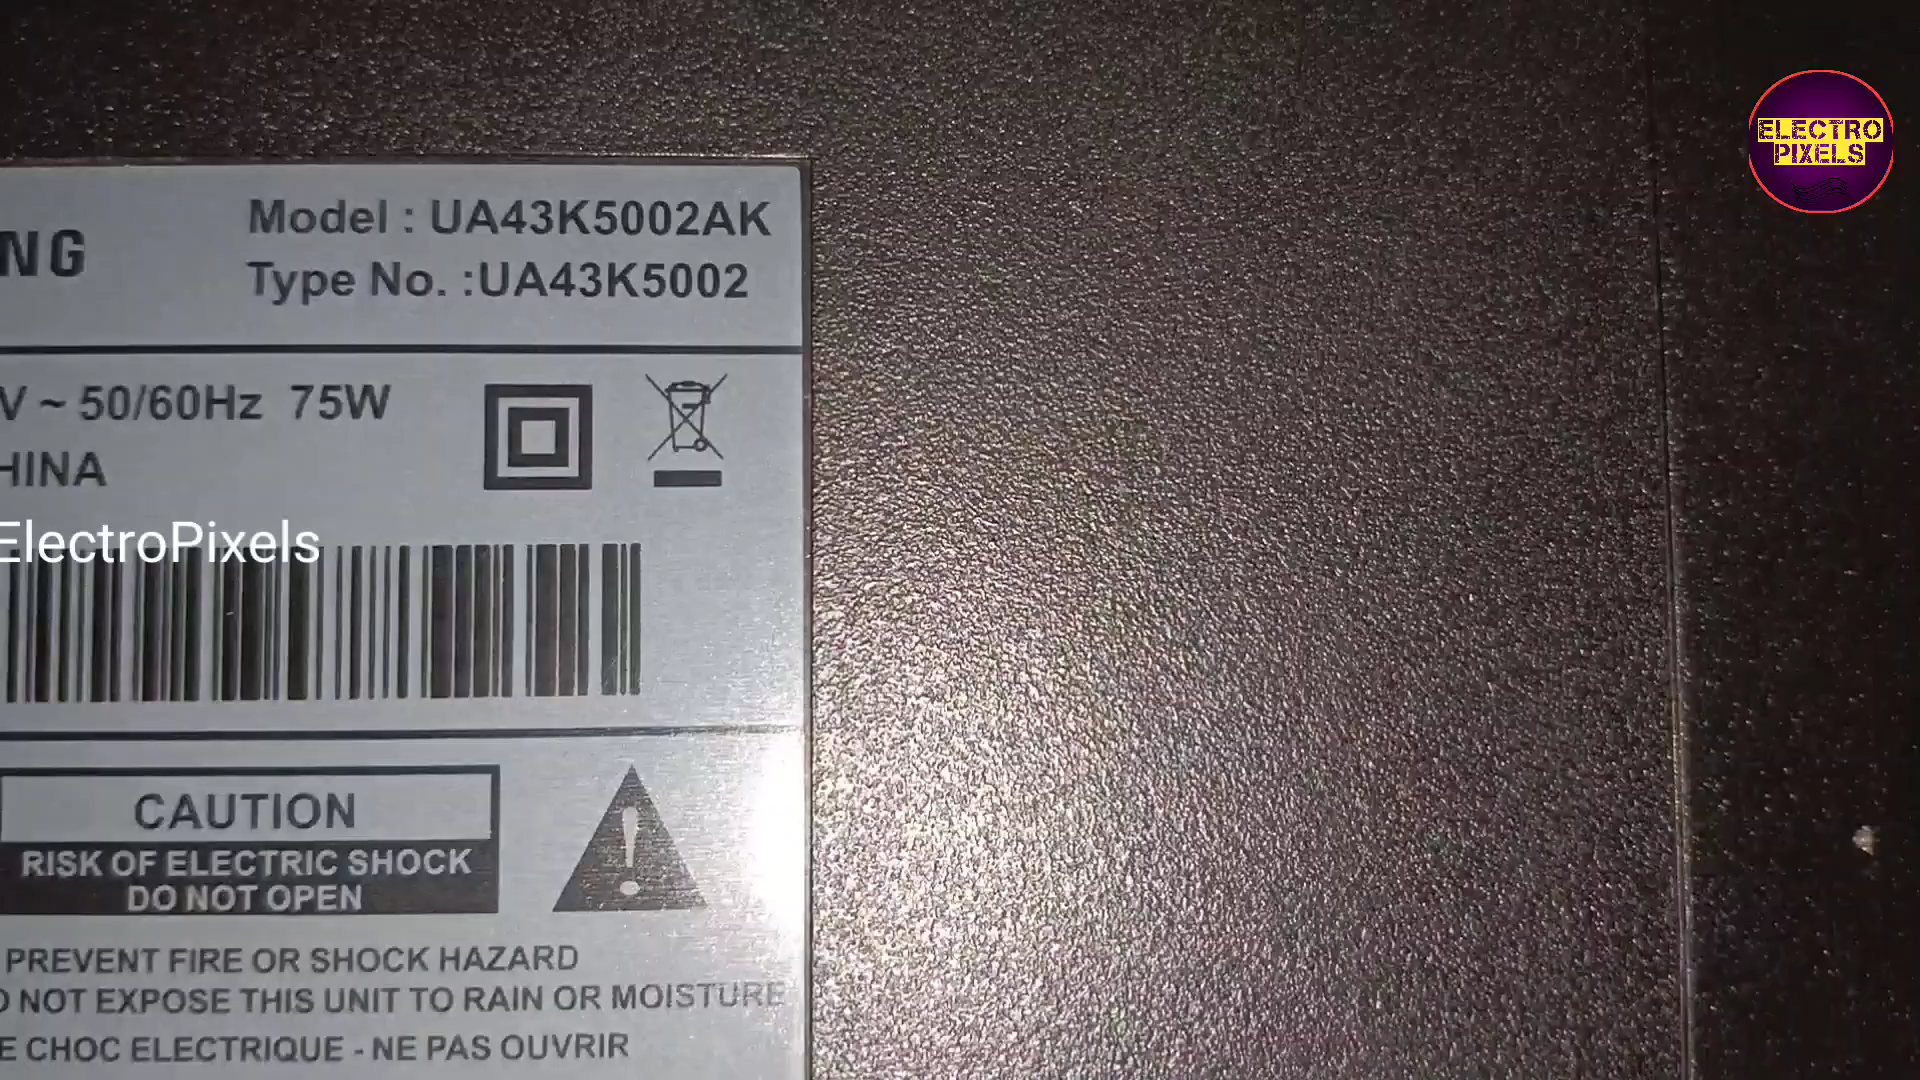 ELECTRO
PIXELS
NG
Model : UA43K5002AK
Type No. :UA43K5002
V ~ 50/60Hz 75W
HINA
ElectroPixels
CAUTION
RISK OF ELECTRIC SHOCK
DO NOT OPEN
PREVENT FIRE OR SHOCK HAZARD
O NOT EXPOSE THIS UNIT TO RAIN OR MOISTURE
E CHOC ELECTRIQUE - NE PAS OUVRIR